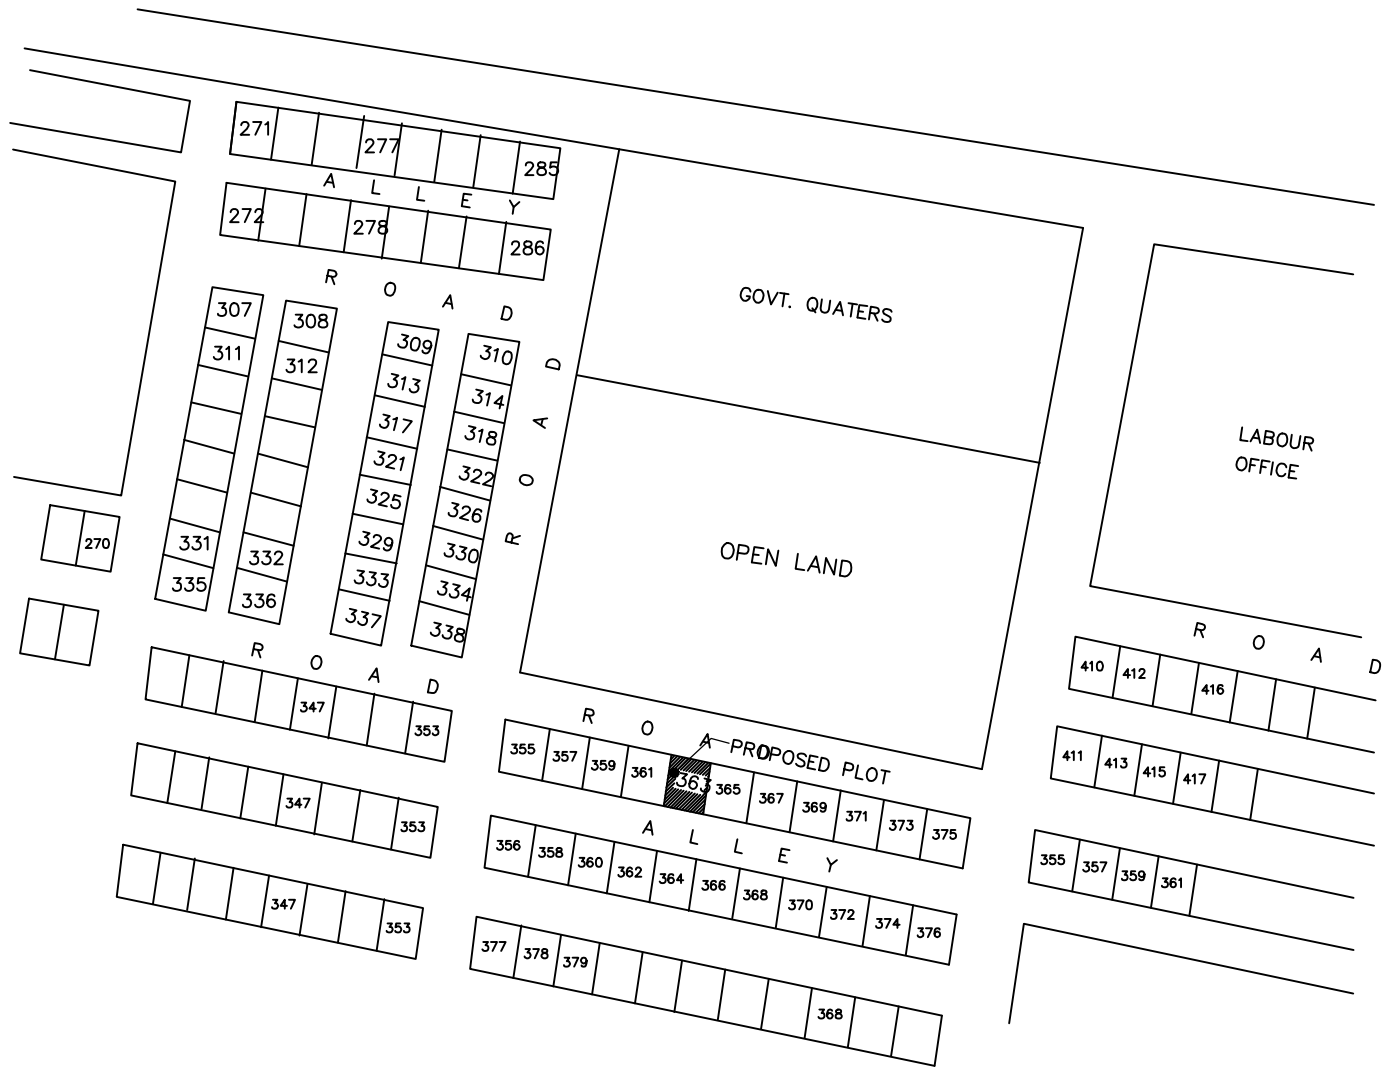 271 277 285
A L L E Y
272 278 286
R O A D
307 308 309 310
311 312 313 314
317 318
321 322
325 326
331 332 329 330
335 336 333 334
337 338
R O A D
GOVT. QUATERS
OPEN LAND
LABOUR
OFFICE
270
R O A D
347 353
347 353
347 353
R O A D
PROPOSED PLOT
355 357 359 361 363 365 367 369 371 373 375
A L L E Y
356 358 360 362 364 366 368 370 372 374 376
377 378 379 368
R O A D
410 412 416
411 413 415 417
355 357 359 361